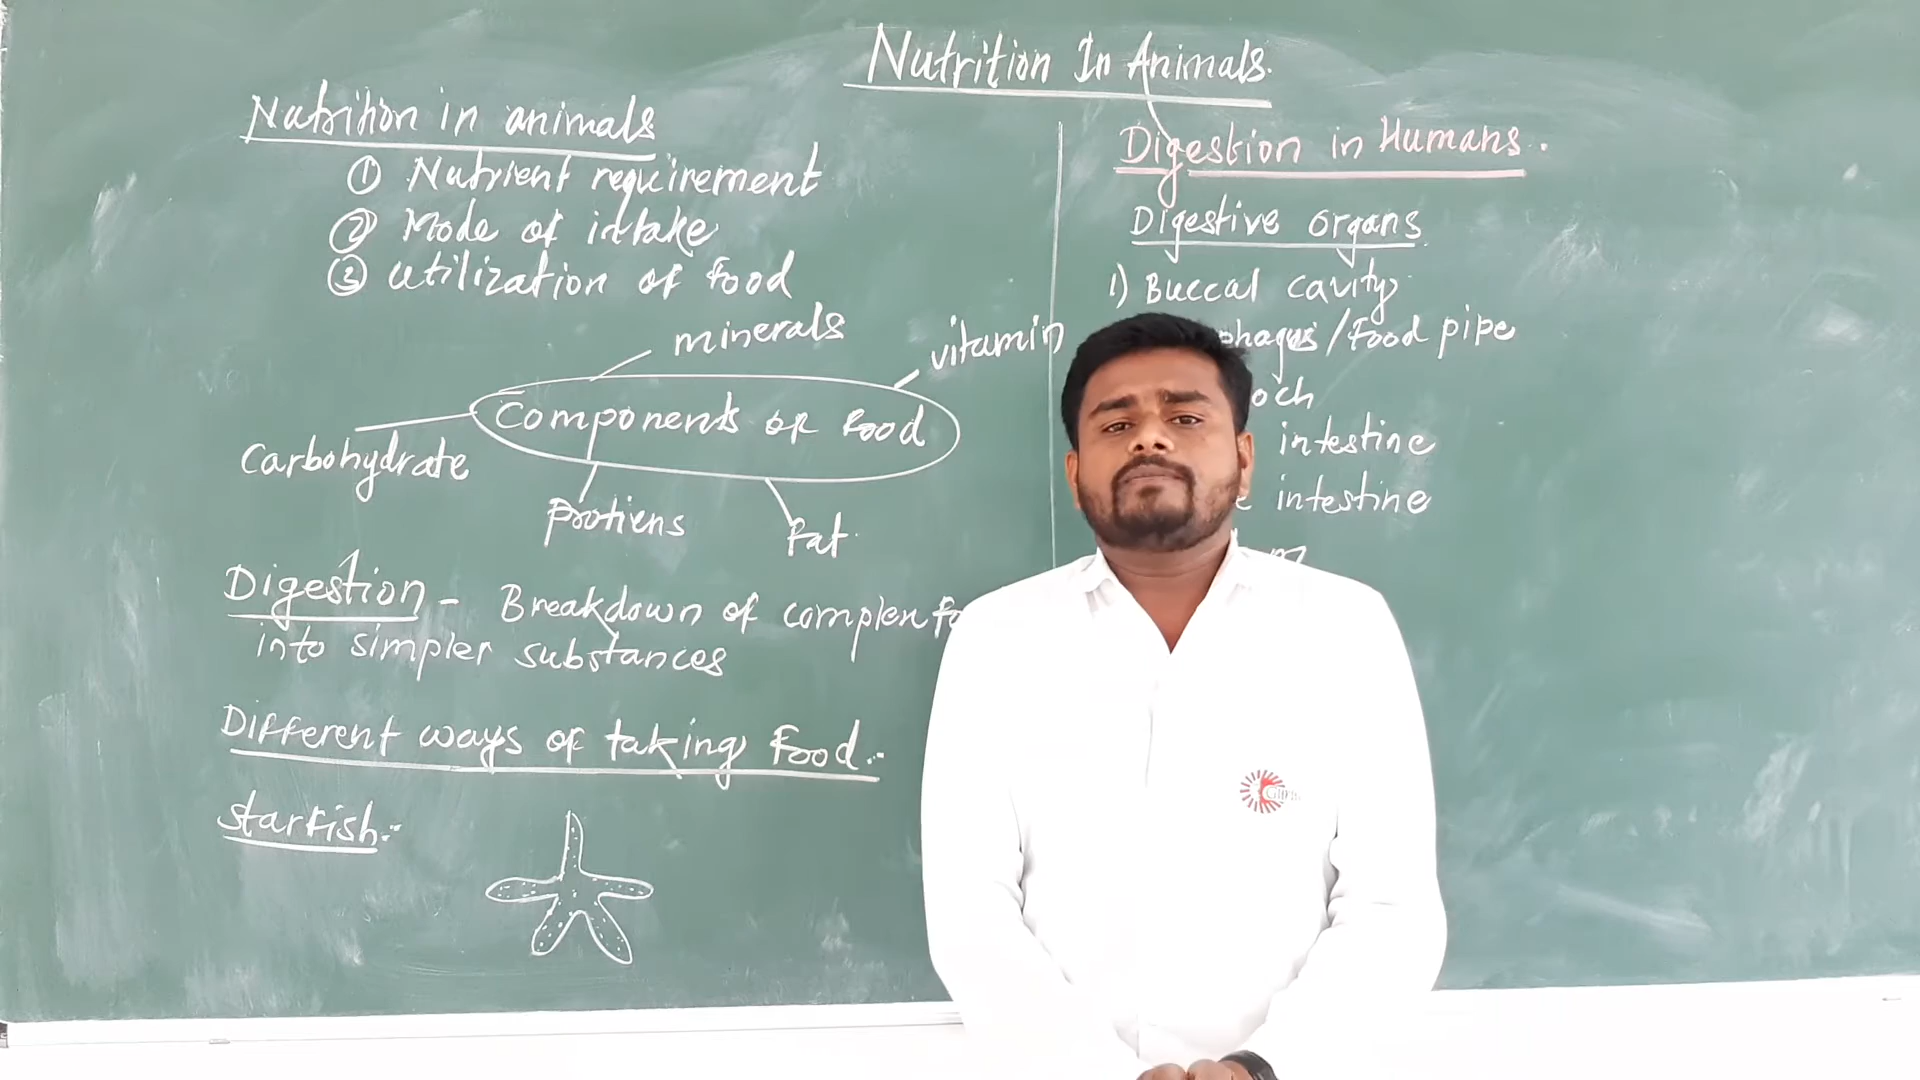 Nutrition In Animals.
Nutrition in animals
① Nutrient requirement
② Mode of intake
③ utilization of food
minerals
vitamin
Components of food
Carbohydrate
Protiens
fat
Digestion - Breakdown of complex
into simpler substances
Different ways of taking food:-
Starfish:-
Digestion in Humans.
Digestive organs
1) Buccal cavity
/Food pipe
intestine
intestine